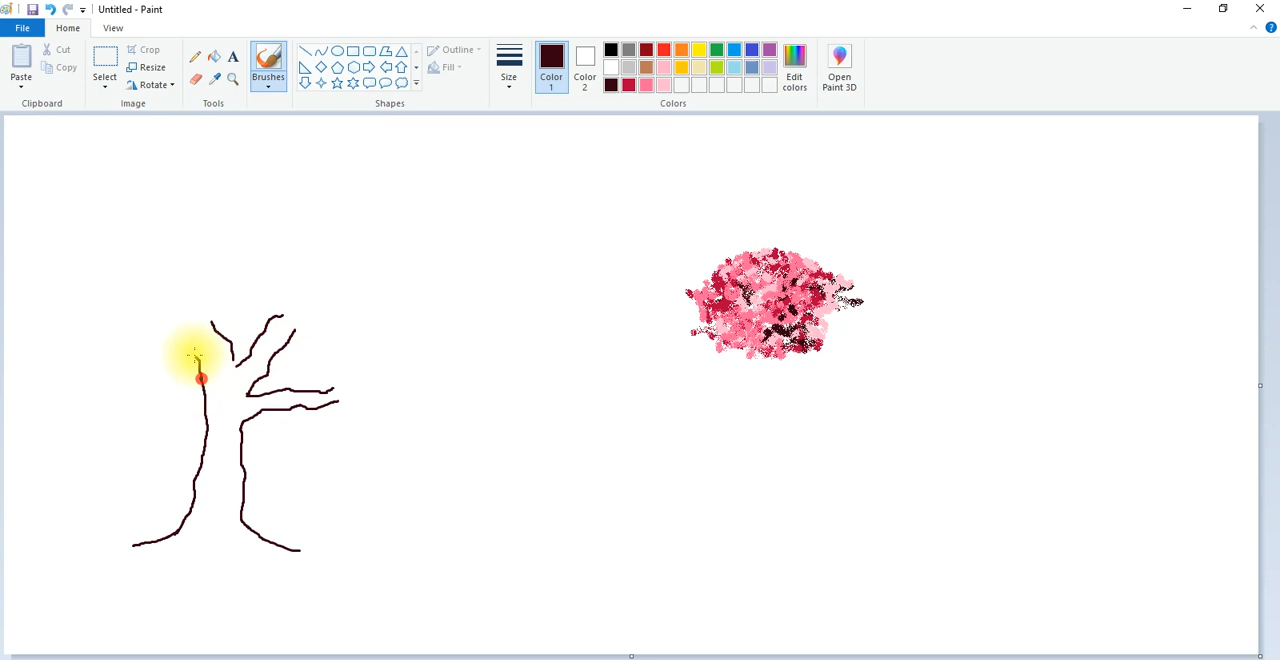 Untitled - Paint
File Home View
Paste
Cut
Copy
Clipboard
Select
Crop
Resize
Rotate
Image
A
Tools
Brushes
Outline
Fill
Shapes
Size
Color
1
Color
2
Edit
colors
Colors
Open
Paint 3D
?